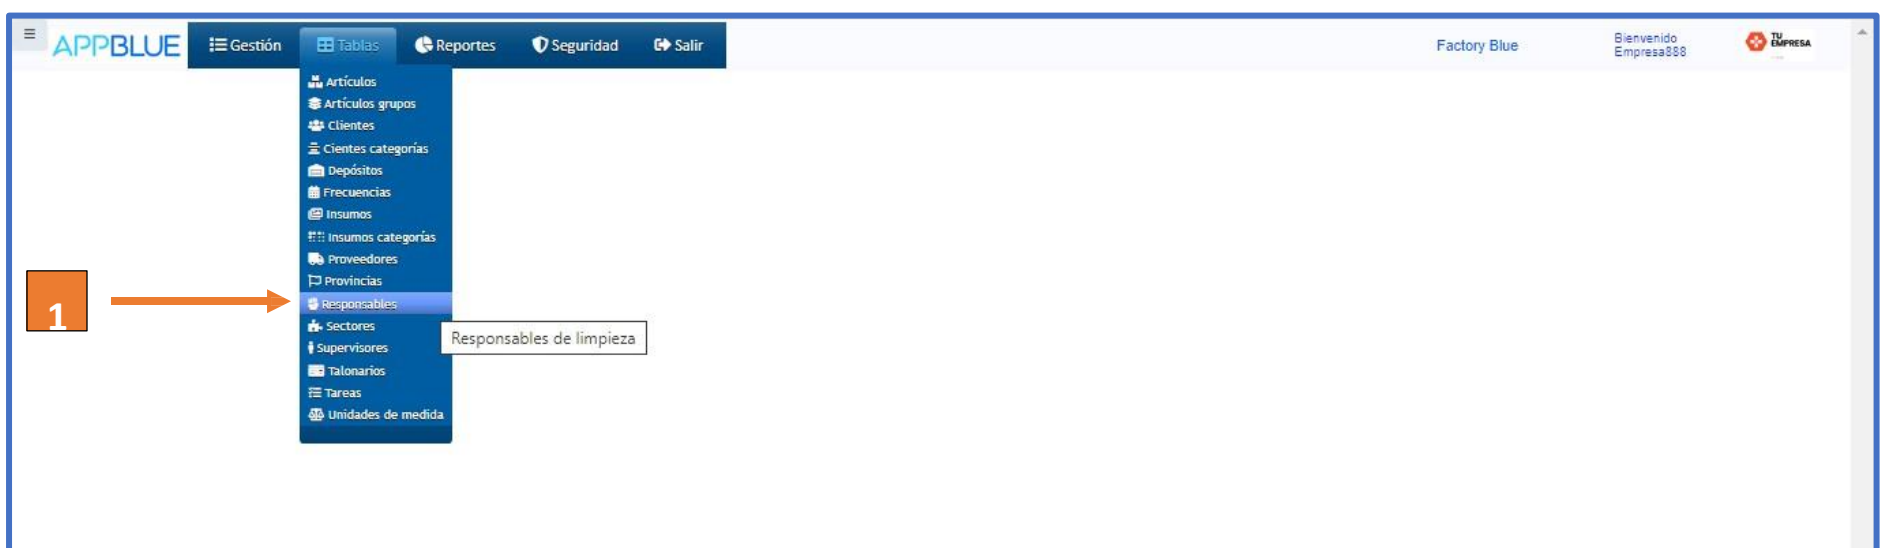 APPBLUE
Gestión
Tablas
Reportes
Seguridad
Salir
Factory Blue
Bienvenido
Empresa888
TU
EMPRESA
Artículos
Artículos grupos
Clientes
Cientes categorías
Depósitos
Frecuencias
Insumos
Insumos categorías
Proveedores
Provincias
Responsables
Sectores
Responsables de limpieza
Supervisores
Talonarios
Tareas
Unidades de medida
1